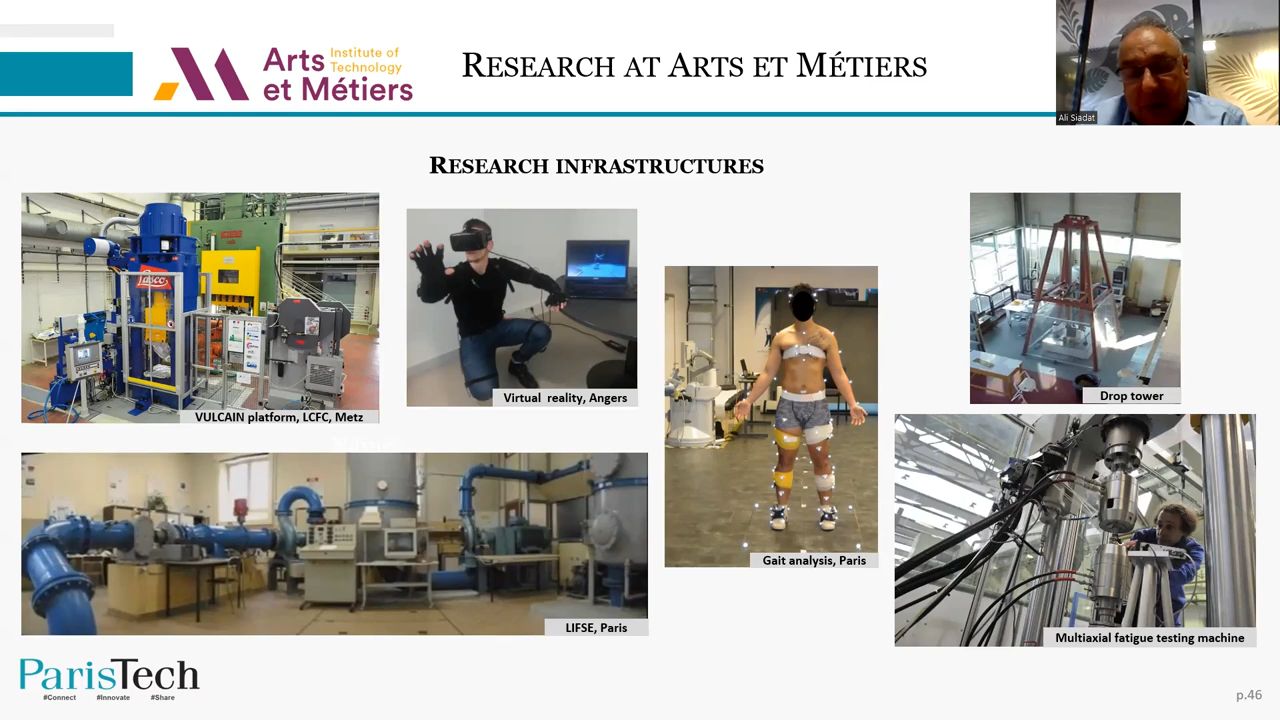 Arts
Institute of
Technology
et Métiers
RESEARCH AT ARTS ET MÉTIERS
Ali Siadat
RESEARCH INFRASTRUCTURES
Lasco
VULCAIN platform, LCFC, Metz
Virtual reality, Angers
Gait analysis, Paris
Drop tower
LIFSE, Paris
Multiaxial fatigue testing machine
ParisTech
#Connect #Innovate #Share
p.46